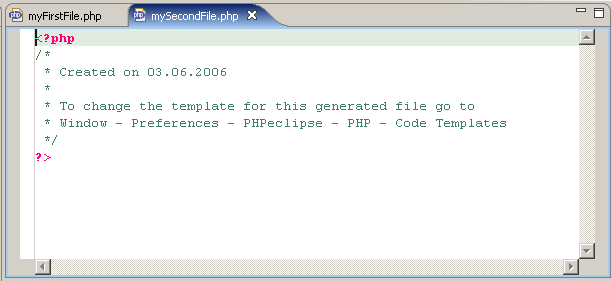 myFirstFile.php
mySecondFile.php
<?php
/*
 * Created on 03.06.2006
 *
 * To change the template for this generated file go to
 * Window - Preferences - PHPeclipse - PHP - Code Templates
 */
?>